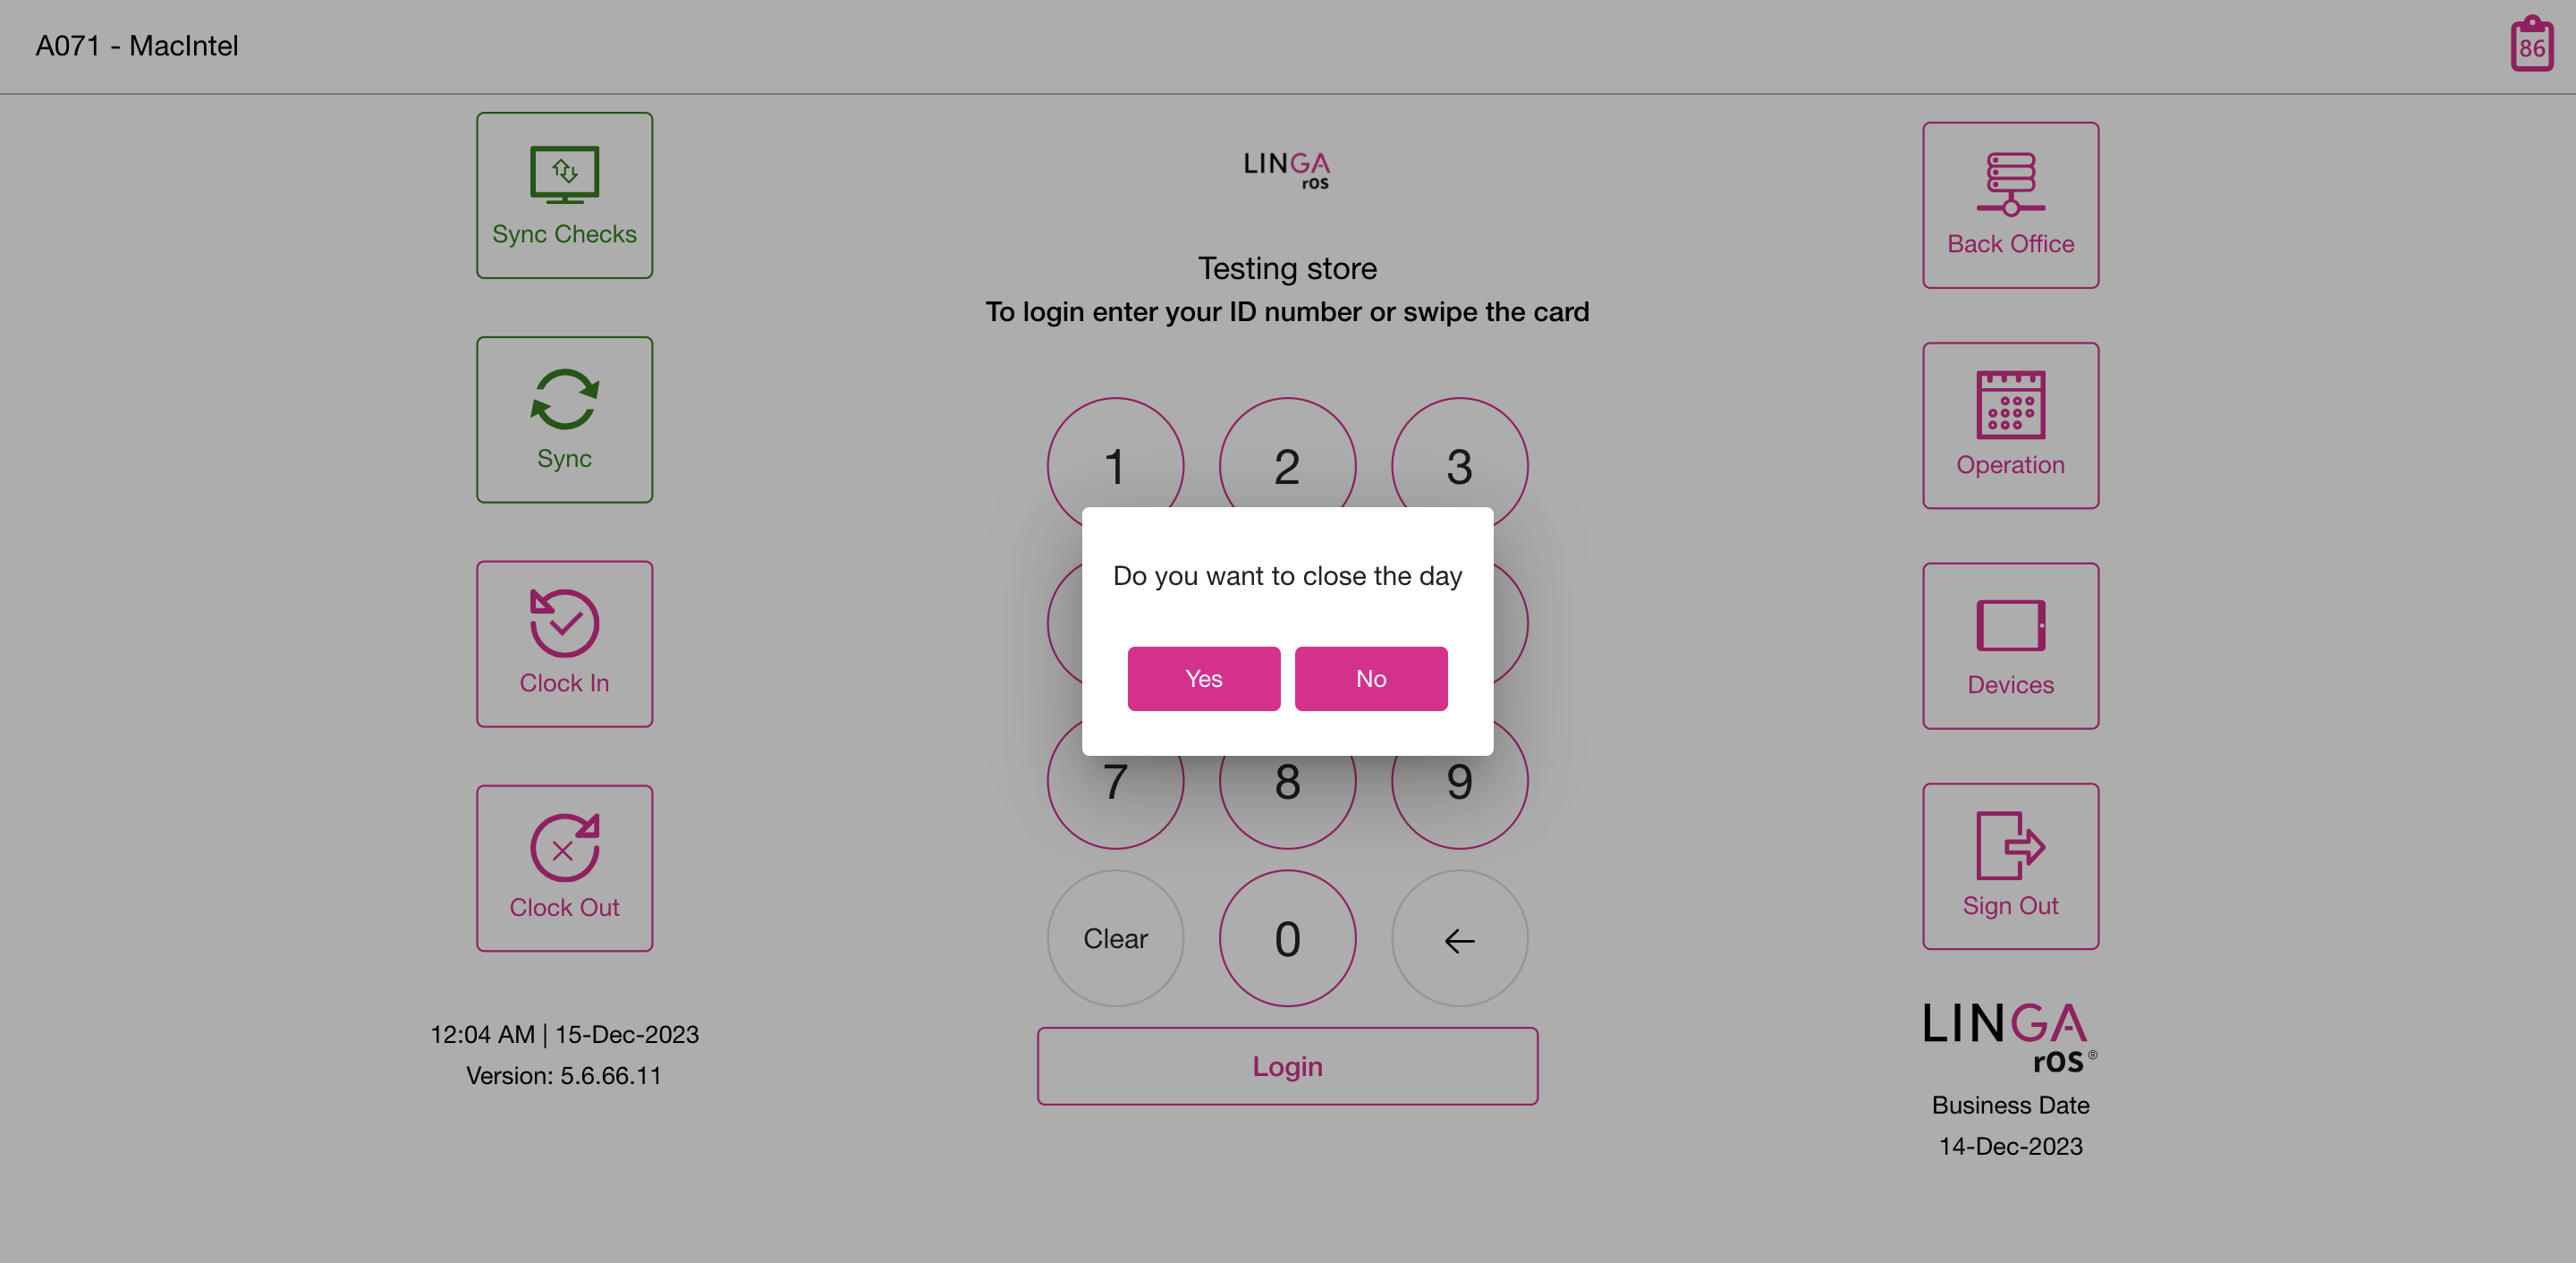 A071 - MacIntel
86
Sync Checks
Sync
Clock In
Clock Out
12:04 AM | 15-Dec-2023
Version: 5.6.66.11
LINGA
ros
Testing store
To login enter your ID number or swipe the card
1 2 3
Do you want to close the day
Yes No
7 8 9
Clear 0 ←
Login
Back Office
Operation
Devices
Sign Out
LINGA
ros®
Business Date
14-Dec-2023